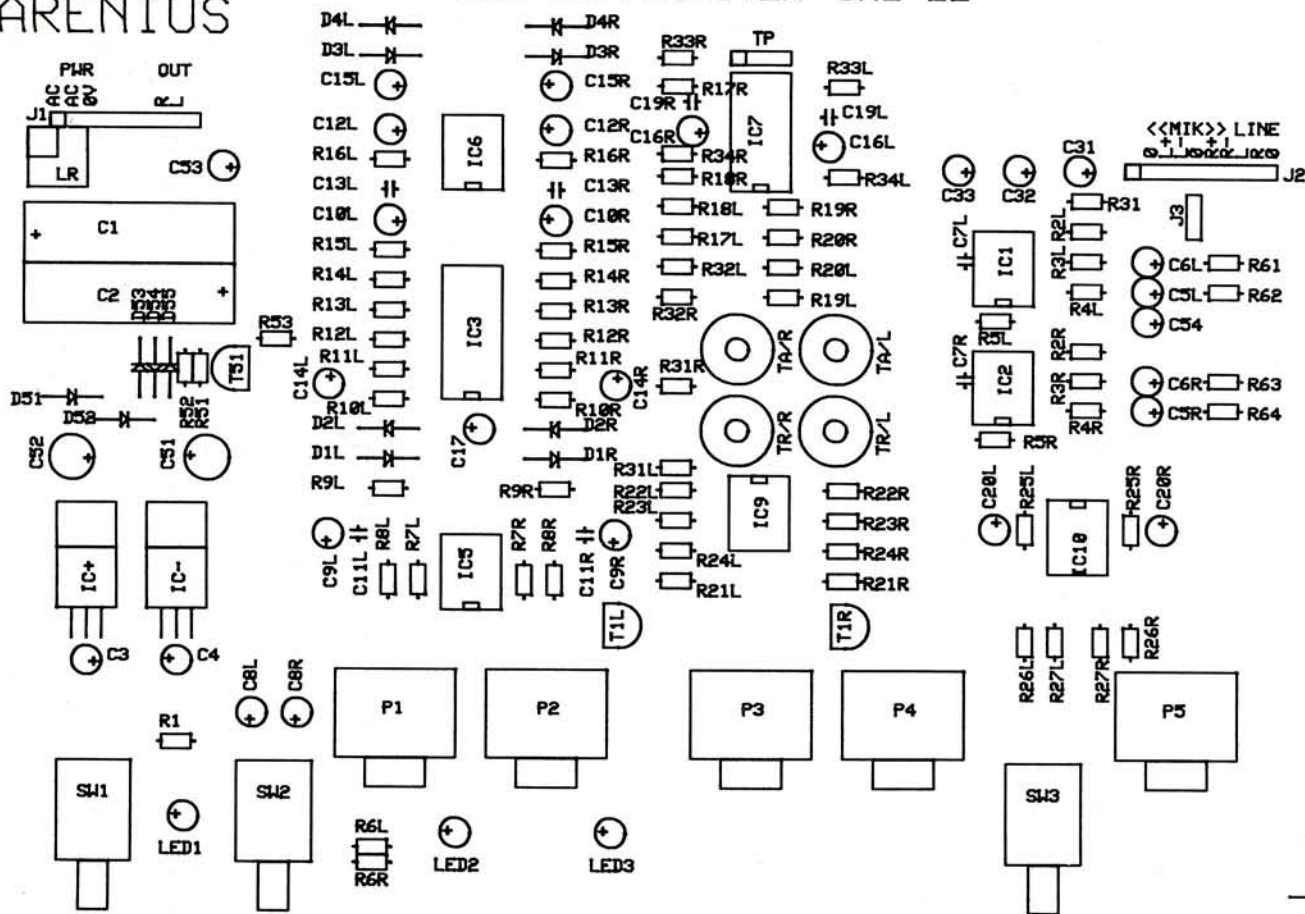 ARENIUS
PWR OUT
AC
AC
0V
R
L
J1
LR
C53
C1
C2
D53
D54
D55
R53
T51
R52
R51
D51
D52
C52
C51
IC+
IC-
C3
C4
R1
SW1
LED1
C8L
C8R
SW2
D4L
D3L
C15L
C12L
R16L
C13L
C10L
R15L
R14L
R13L
R12L
R11L
C14L
R10L
D2L
D1L
R9L
C9L
C11L
R8L
R7L
IC6
IC3
C17
IC5
D4R
D3R
C15R
C12R
R16R
C13R
C10R
R15R
R14R
R13R
R12R
R11R
C14R
R10R
D2R
D1R
R9R
R7R
R8R
C11R
C9R
P1
P2
R6L
R6R
LED2
LED3
R33R
TP
R33L
R17R
C19R
C16R
IC7
C19L
C16L
R34R
R18R
R34L
R18L
R19R
R17L
R20R
R32L
R20L
R32R
R19L
TA/R
TA/L
R31R
TR/R
TR/L
R31L
R22L
R23L
R24L
R21L
IC9
R22R
R23R
R24R
R21R
T1L
T1R
P3
P4
<<MIK>> LINE
0
+
L
-
0
R
+
R
-
L
R
0
J2
J3
C31
C32
C33
R31
R2L
R3L
R4L
C7L
IC1
R5L
C6L
R61
C5L
R62
C54
C7R
IC2
R2R
R3R
R4R
R5R
C6R
R63
C5R
R64
C20L
R25L
IC10
R25R
C20R
R26L
R27L
R27R
R26R
P5
SW3